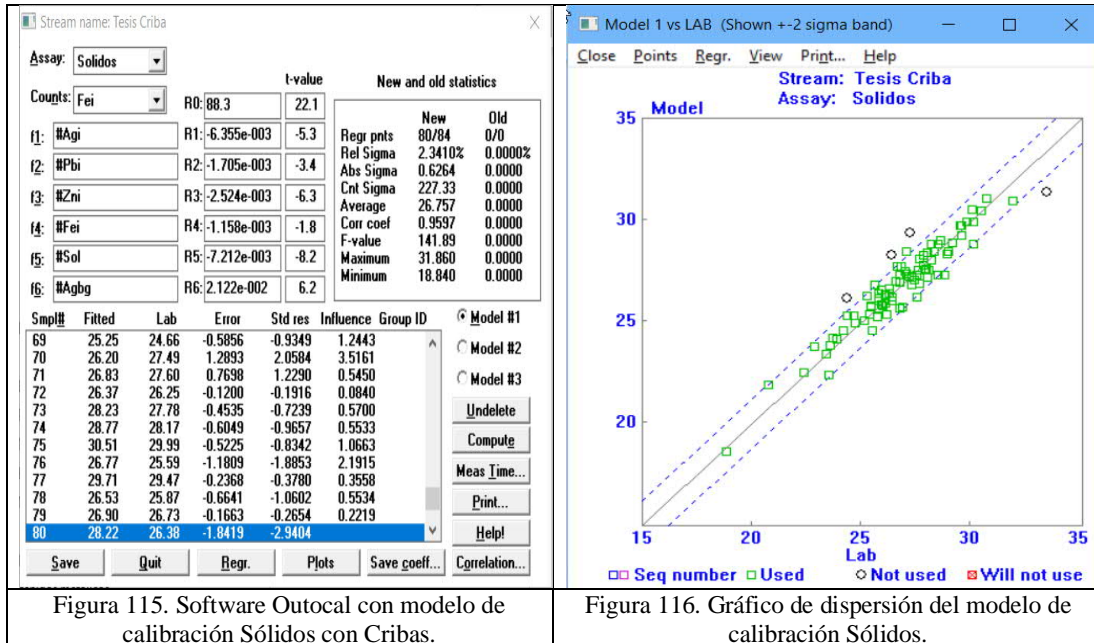 Stream name: Tesis Criba
Assay: Solidos
Counts: Fei
t-value
R0: 88.3 22.1
f1: #Agi R1: -6.355e-003 -5.3
f2: #Pbi R2: -1.705e-003 -3.4
f3: #Zni R3: -2.524e-003 -6.3
f4: #Fei R4: -1.158e-003 -1.8
f5: #Sol R5: -7.212e-003 -8.2
f6: #Agbg R6: 2.122e-002 6.2
New and old statistics
New Old
Regr pnts 80/84 0/0
Rel Sigma 2.3410% 0.0000%
Abs Sigma 0.6264 0.0000
Cnt Sigma 227.33 0.0000
Average 26.757 0.0000
Corr coef 0.9597 0.0000
F-value 141.89 0.0000
Maximum 31.860 0.0000
Minimum 18.840 0.0000
Smpl# Fitted Lab Error Std res Influence Group ID
69 25.25 24.66 -0.5856 -0.9349 1.2443
70 26.20 27.49 1.2893 2.0584 3.5161
71 26.83 27.60 0.7698 1.2290 0.5450
72 26.37 26.25 -0.1200 -0.1916 0.0840
73 28.23 27.78 -0.4535 -0.7239 0.5700
74 28.77 28.17 -0.6049 -0.9657 0.5533
75 30.51 29.99 -0.5225 -0.8342 1.0663
76 26.77 25.59 -1.1809 -1.8853 2.1915
77 29.71 29.47 -0.2368 -0.3780 0.3558
78 26.53 25.87 -0.6641 -1.0602 0.5534
79 26.90 26.73 -0.1663 -0.2654 0.2219
80 28.22 26.38 -1.8419 -2.9404
Model #1
Model #2
Model #3
Undelete
Compute
Meas Time...
Print...
Help!
Save Quit Regr. Plots Save coeff... Correlation...
Figura 115. Software Outocal con modelo de
calibración Sólidos con Cribas.
Model 1 vs LAB (Shown +-2 sigma band)
Close Points Regr. View Print... Help
Stream: Tesis Criba
Assay: Solidos
Model
35
30
25
20
15 20 25 30 35
Lab
Seq number Used Not used Will not use
Figura 116. Gráfico de dispersión del modelo de
calibración Sólidos.